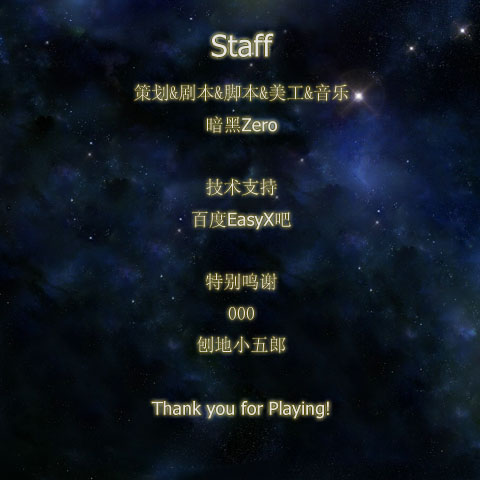 Staff
策划&剧本&脚本&美工&音乐
暗黑Zero
技术支持
百度EasyX吧
特别鸣谢
000
刨地小五郎
Thank you for Playing!